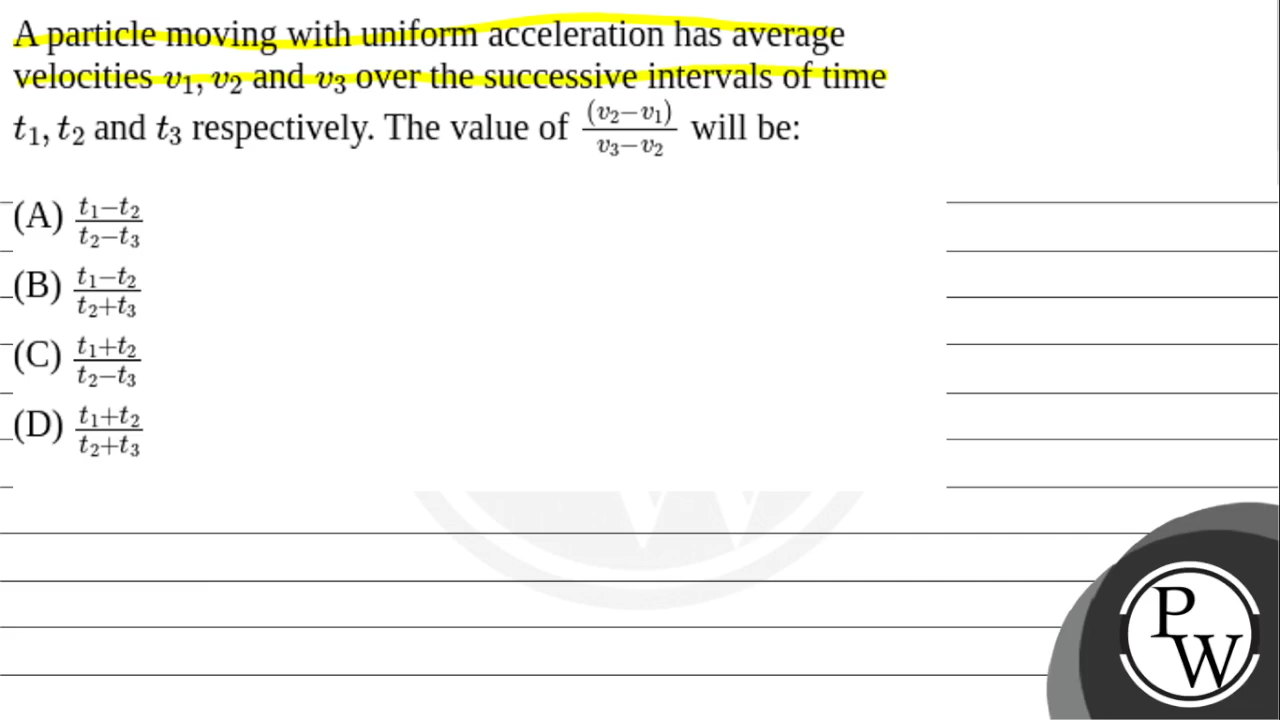 A particle moving with uniform acceleration has average
velocities v₁, v₂ and v₃ over the successive intervals of time
t₁, t₂ and t₃ respectively. The value of (v₂−v₁)/(v₃−v₂) will be:
(A) (t₁−t₂)/(t₂−t₃)
(B) (t₁−t₂)/(t₂+t₃)
(C) (t₁+t₂)/(t₂−t₃)
(D) (t₁+t₂)/(t₂+t₃)
P
W